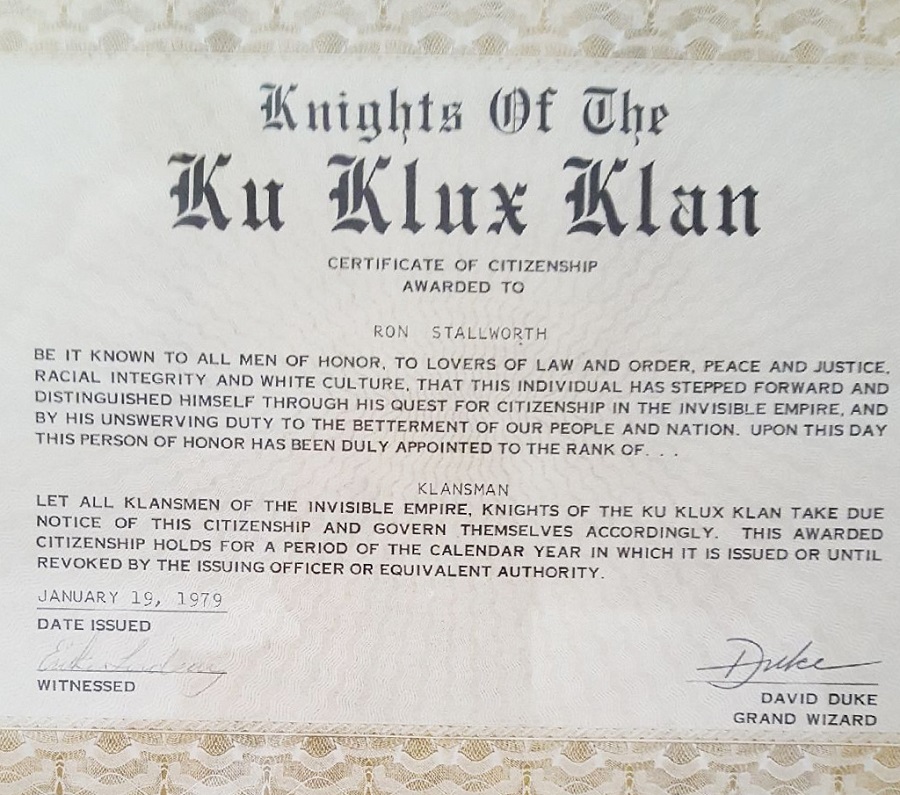 Knights Of The
Ku Klux Klan
CERTIFICATE OF CITIZENSHIP
AWARDED TO
RON STALLWORTH
BE IT KNOWN TO ALL MEN OF HONOR, TO LOVERS OF LAW AND ORDER, PEACE AND JUSTICE,
RACIAL INTEGRITY AND WHITE CULTURE, THAT THIS INDIVIDUAL HAS STEPPED FORWARD AND
DISTINGUISHED HIMSELF THROUGH HIS QUEST FOR CITIZENSHIP IN THE INVISIBLE EMPIRE, AND
BY HIS UNSWERVING DUTY TO THE BETTERMENT OF OUR PEOPLE AND NATION. UPON THIS DAY
THIS PERSON OF HONOR HAS BEEN DULY APPOINTED TO THE RANK OF. . .
KLANSMAN
LET ALL KLANSMEN OF THE INVISIBLE EMPIRE, KNIGHTS OF THE KU KLUX KLAN TAKE DUE
NOTICE OF THIS CITIZENSHIP AND GOVERN THEMSELVES ACCORDINGLY. THIS AWARDED
CITIZENSHIP HOLDS FOR A PERIOD OF THE CALENDAR YEAR IN WHICH IT IS ISSUED OR UNTIL
REVOKED BY THE ISSUING OFFICER OR EQUIVALENT AUTHORITY.
JANUARY 19, 1979
DATE ISSUED
WITNESSED
Duke
DAVID DUKE
GRAND WIZARD